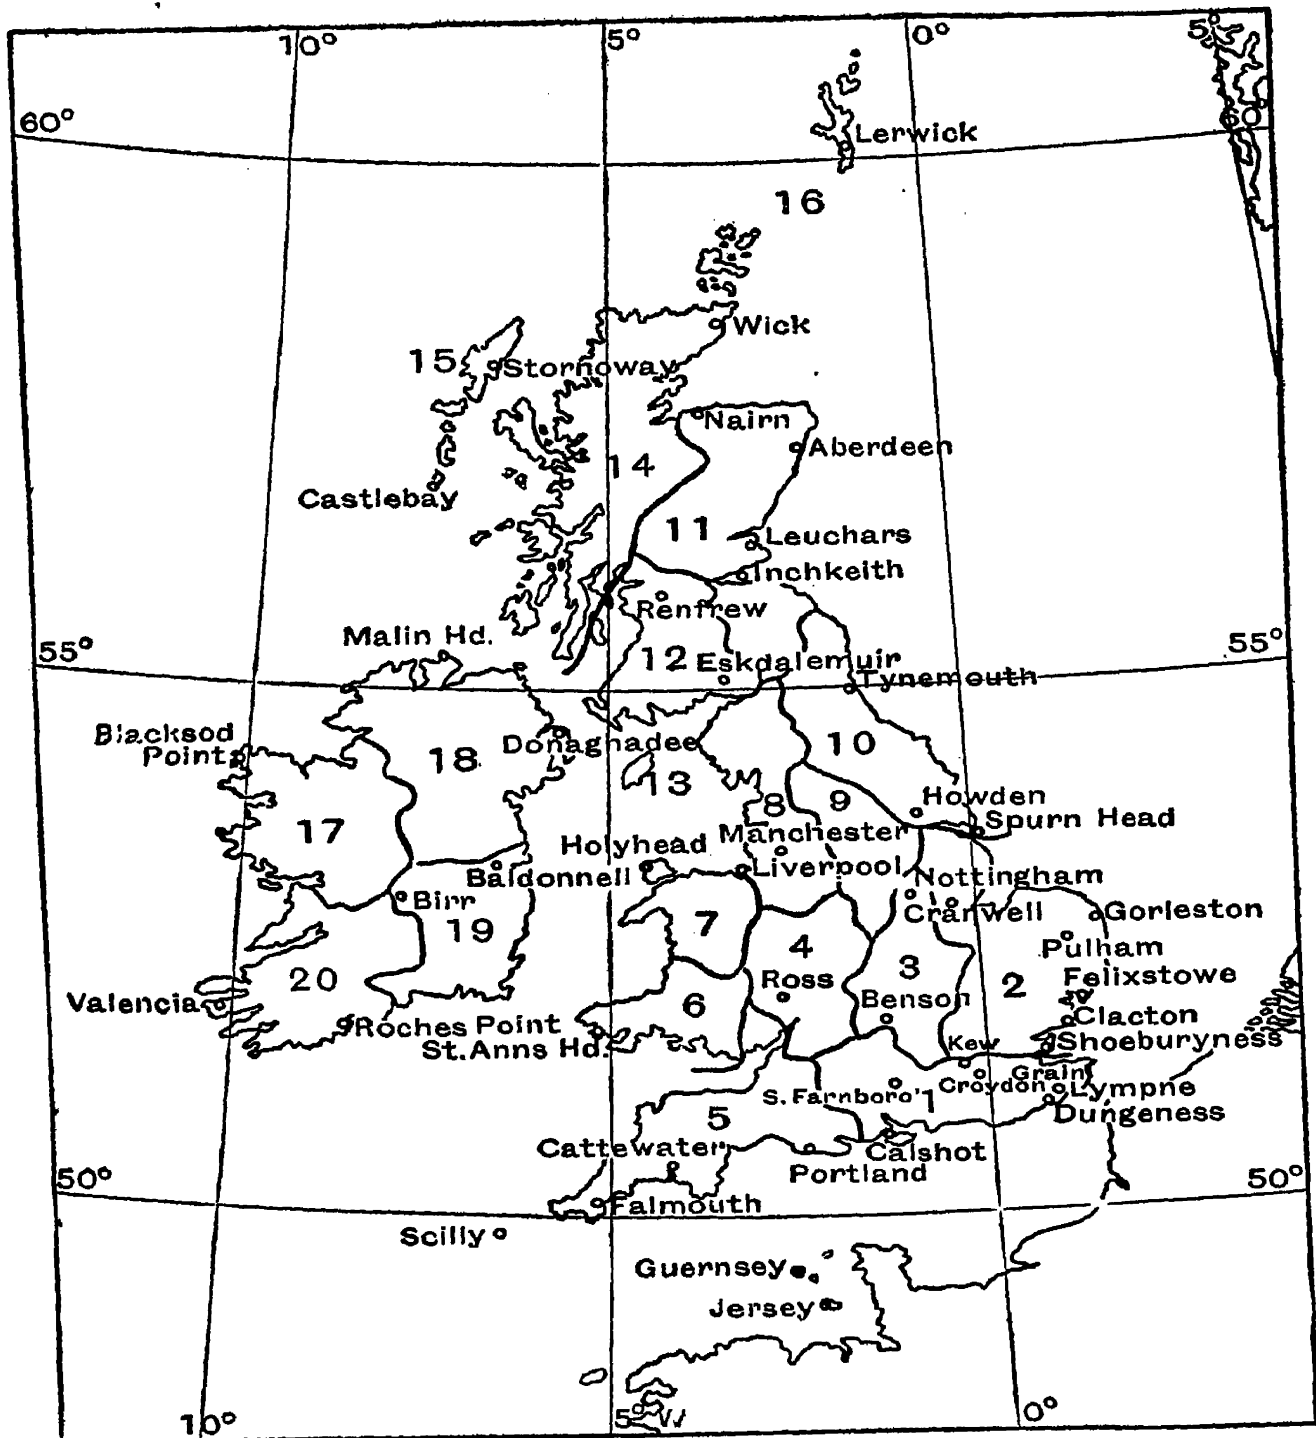 10°
5°
0°
5°
60°
60°
Lerwick
16
Wick
15
Stornoway
Nairn
Aberdeen
14
Castlebay
11
Leuchars
Inchkeith
Renfrew
Malin Hd.
55°
55°
12
Eskdalemuir
Tynemouth
Blacksod
Point
18
Donaghadee
10
13
8
9
Howden
Spurn Head
17
Manchester
Holyhead
Liverpool
Baldonnell
Nottingham
Birr
Cranwell
Gorleston
19
7
4
Pulham
20
Ross
3
2
Felixstowe
Valencia
6
Benson
Clacton
Roches Point
St. Anns Hd.
Kew
Shoeburyness
Grain
Croydon
Lympne
S. Farnboro'
1
Dungeness
5
Cattewater
Calshot
Portland
50°
50°
Falmouth
Scilly
Guernsey
Jersey
10°
5° W
0°